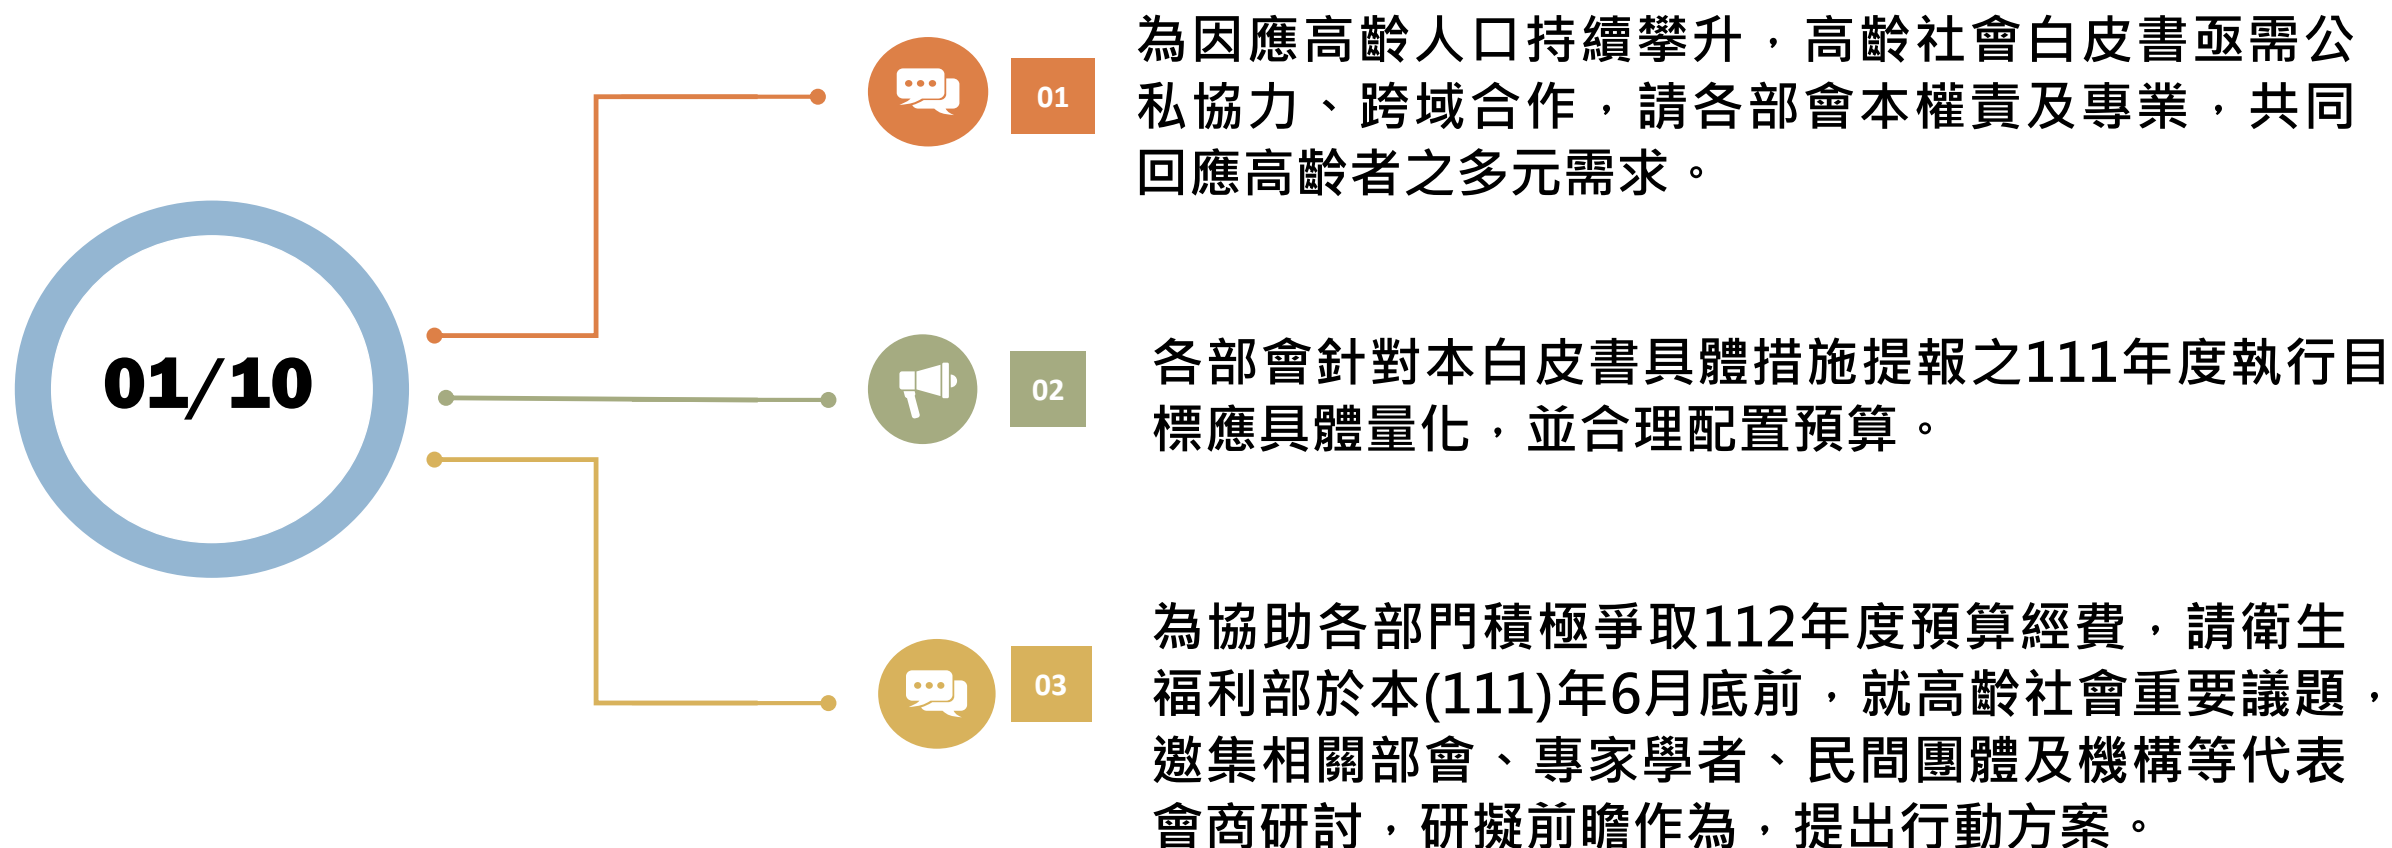 01/10
01
為因應高齡人口持續攀升，高齡社會白皮書亟需公
私協力、跨域合作，請各部會本權責及專業，共同
回應高齡者之多元需求。
02
各部會針對本白皮書具體措施提報之111年度執行目
標應具體量化，並合理配置預算。
03
為協助各部門積極爭取112年度預算經費，請衛生
福利部於本(111)年6月底前，就高齡社會重要議題，
邀集相關部會、專家學者、民間團體及機構等代表
會商研討，研擬前瞻作為，提出行動方案。